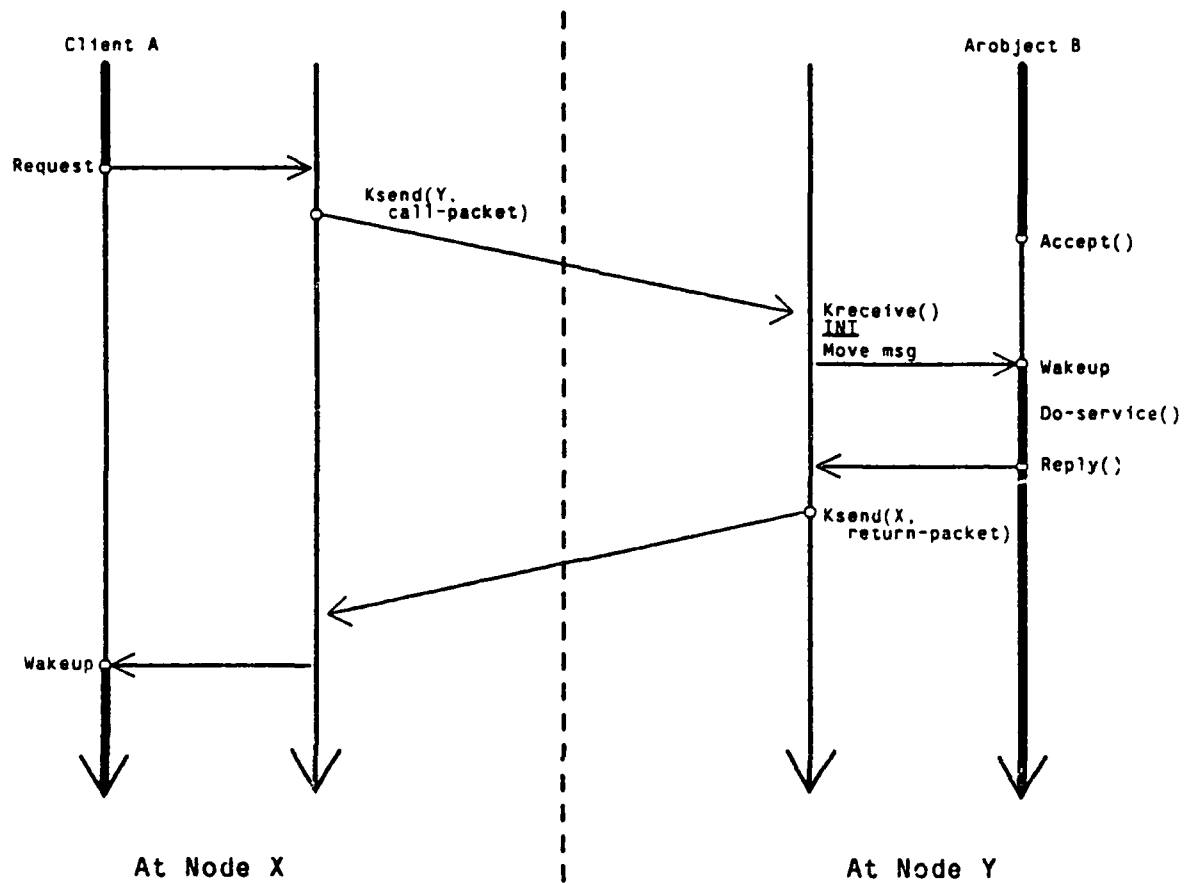 Client A
Arobject B
Request
Ksend(Y,
call-packet)
Accept()
Kreceive()
INT
Move msg
Wakeup
Do-service()
Reply()
Ksend(X,
return-packet)
Wakeup
At Node X
At Node Y